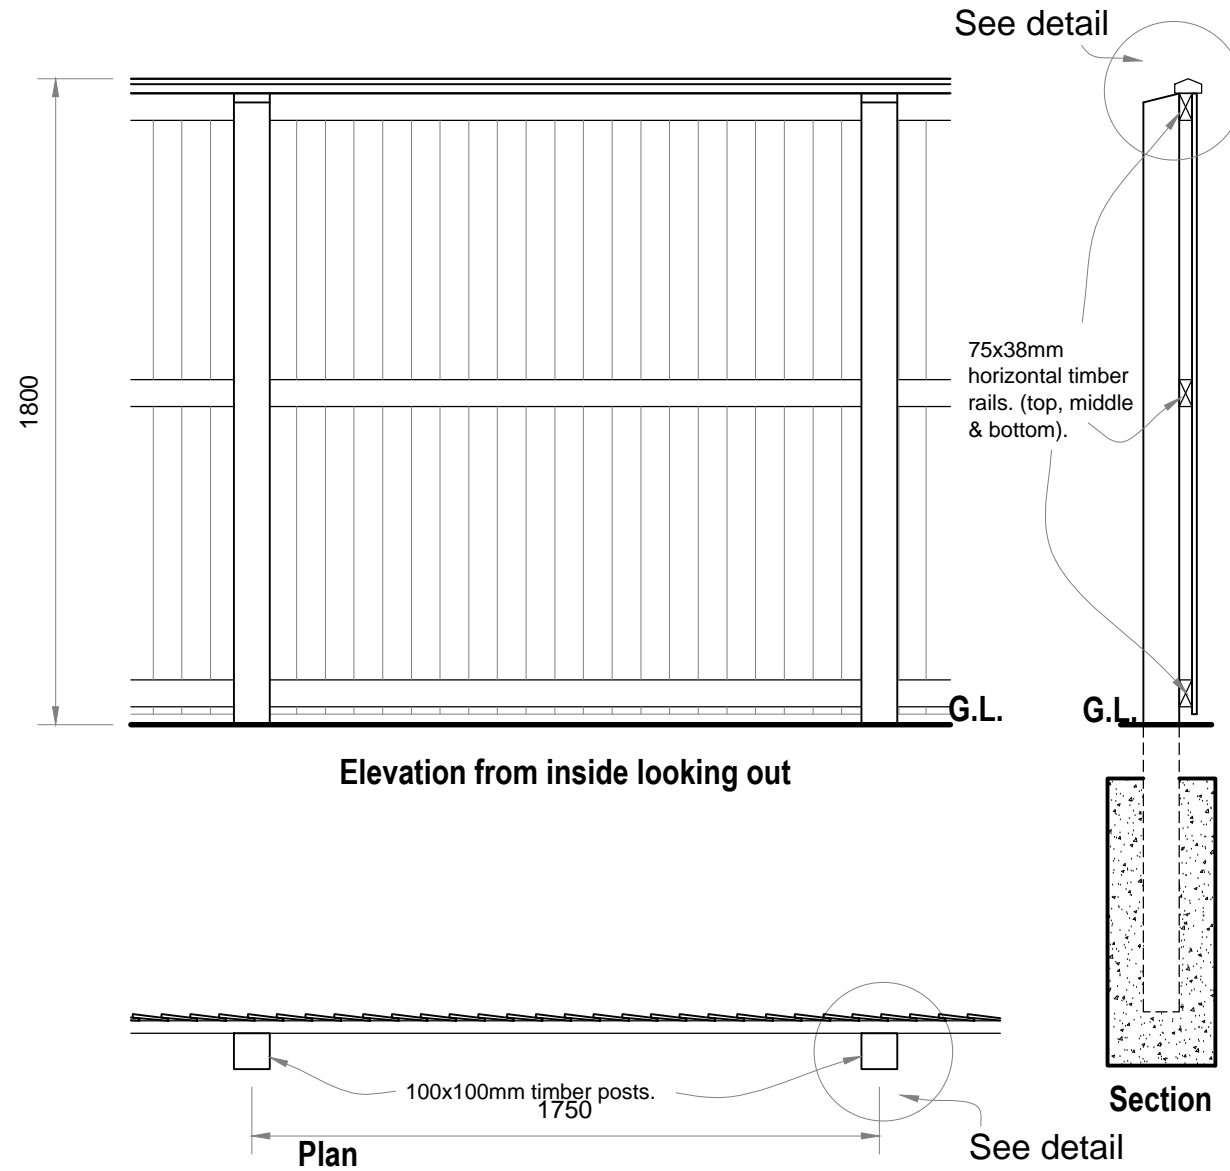 See detail
1800
75x38mm
horizontal timber
rails. (top, middle
& bottom).
G.L.
G.L.
Elevation from inside looking out
100x100mm timber posts.
1750
Plan
Section
See detail